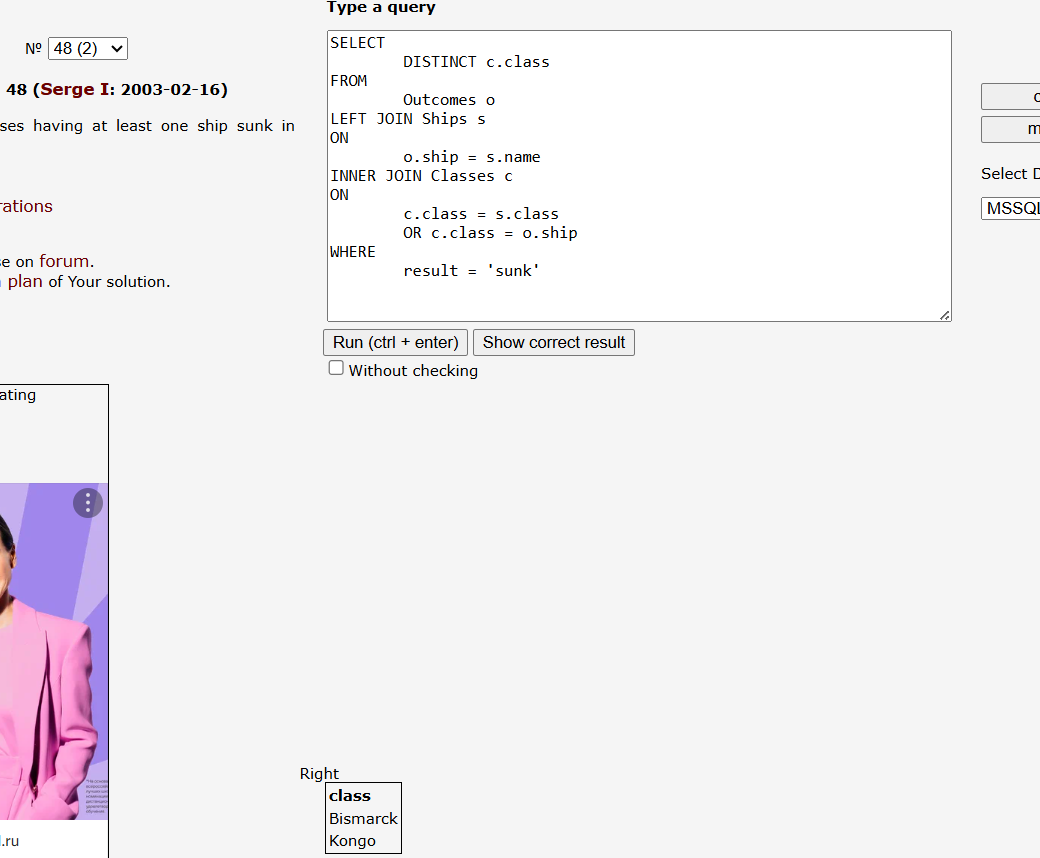 Type a query
Nº 48 (2)
48 (Serge I: 2003-02-16)
ses having at least one ship sunk in
rations
se on forum.
plan of Your solution.
SELECT
DISTINCT c.class
FROM
Outcomes o
LEFT JOIN Ships s
ON
o.ship = s.name
INNER JOIN Classes c
ON
c.class = s.class
OR c.class = o.ship
WHERE
result = 'sunk'
Run (ctrl + enter) Show correct result
Without checking
Select D
MSSQL
ating
.ru
Right
class
Bismarck
Kongo